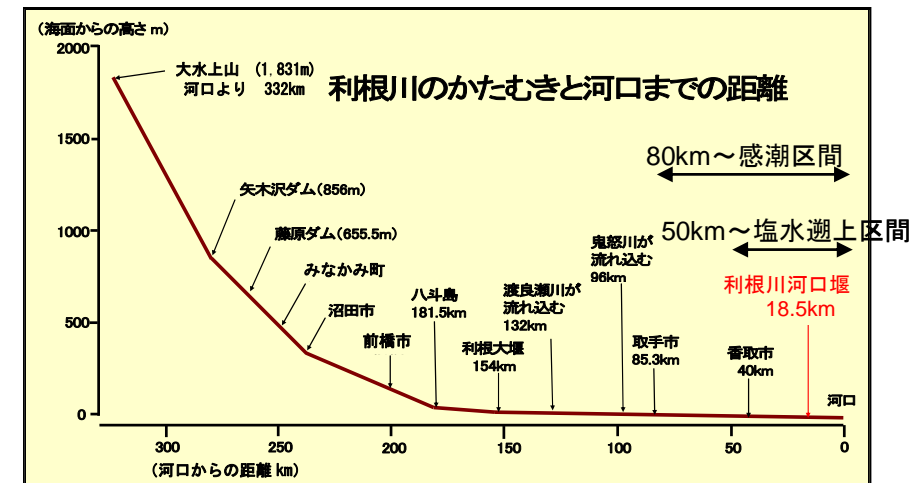 (海面からの高さｍ)
2000
1500
1000
500
0
大水上山 (1,831m)
河口より 332km
利根川のかたむきと河口までの距離
80km～感潮区間
50km～塩水遡上区間
矢木沢ダム(856m)
藤原ダム(655.5m)
みなかみ町
沼田市
前橋市
八斗島
181.5km
利根大堰
154km
渡良瀬川が
流れ込む
132km
鬼怒川が
流れ込む
96km
取手市
85.3km
香取市
40km
利根川河口堰
18.5km
河口
300
250
200
150
100
50
0
(河口からの距離 km)